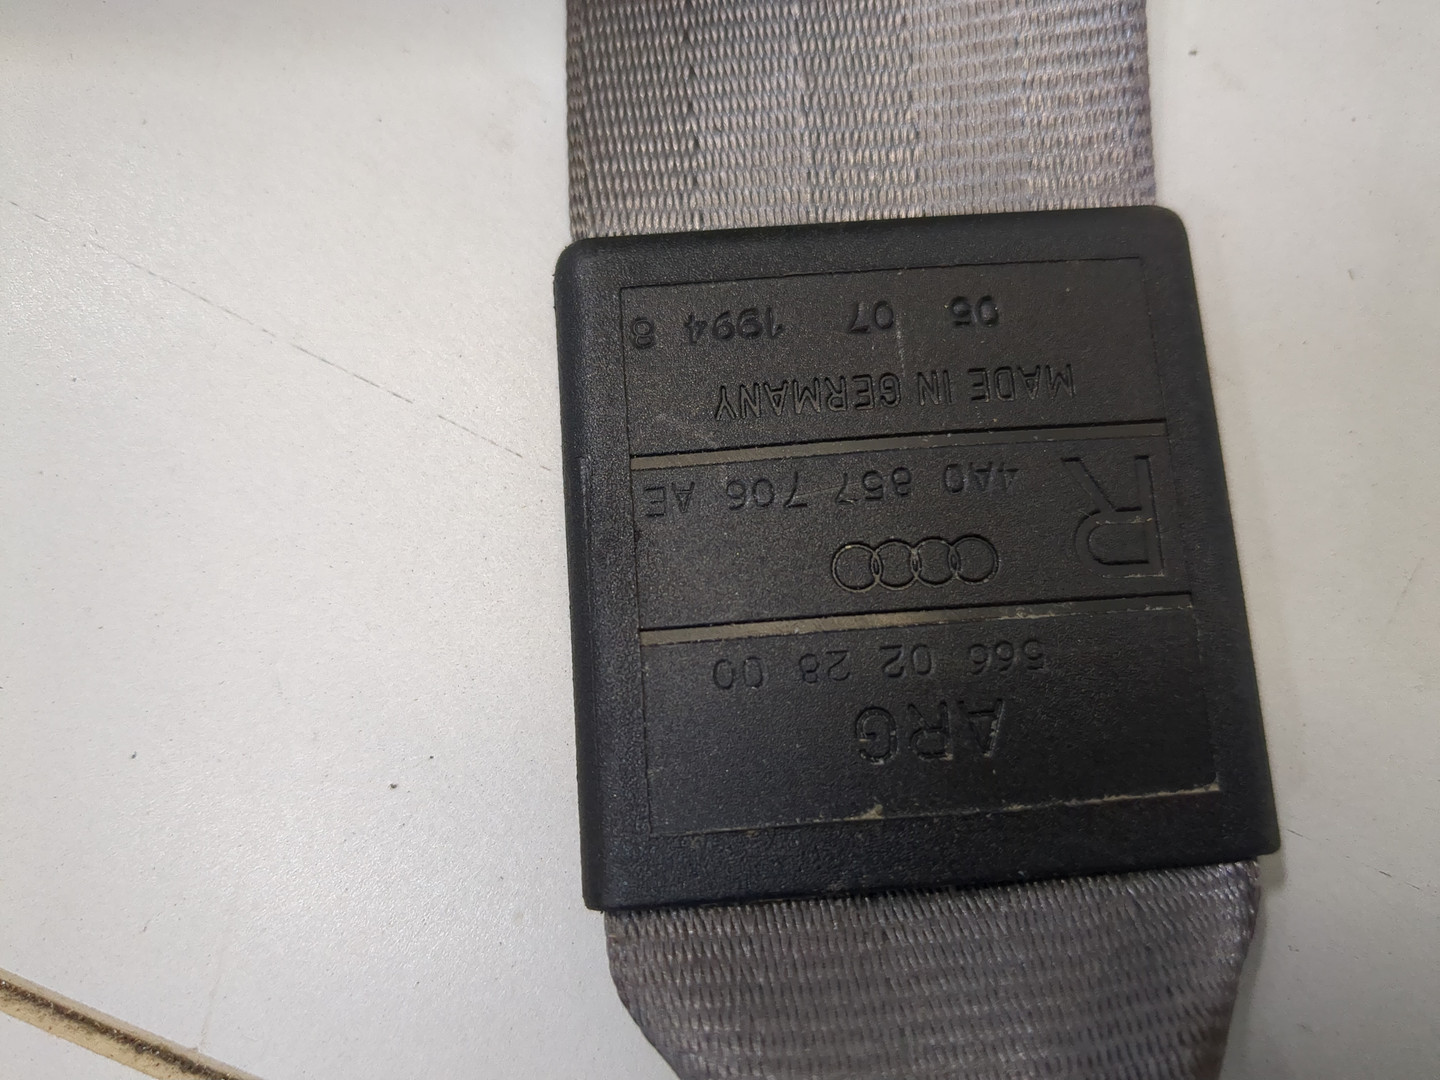 ARG
566 02 28 00
R
4A0 857 706 AE
MADE IN GERMANY
05 07 1994 8